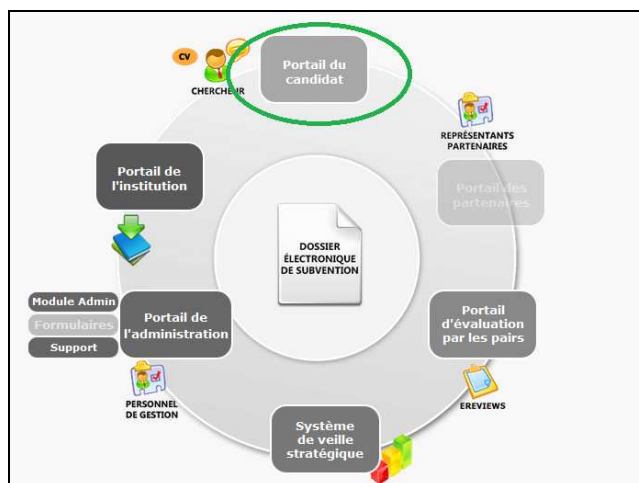 Portail du
candidat
CV
CHERCHEUR
REPRÉSENTANTS
PARTENAIRES
Portail de
l'institution
Portail des
partenaires
DOSSIER
ÉLECTRONIQUE
DE SUBVENTION
Module Admin
Formulaires
Support
Portail de
l'administration
Portail
d'évaluation
par les pairs
PERSONNEL
DE GESTION
EREVIEWS
Système
de veille
stratégique